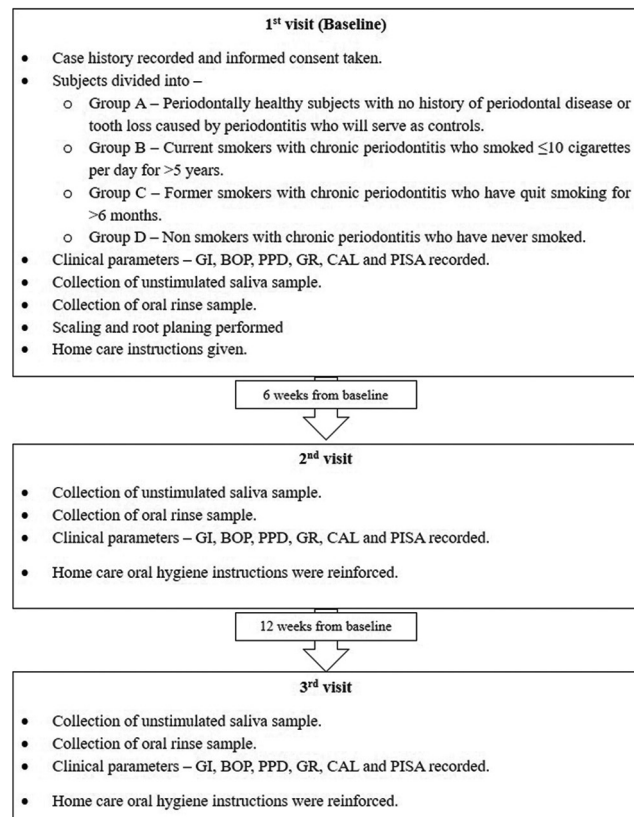 1st visit (Baseline)
• Case history recorded and informed consent taken.
• Subjects divided into –
o Group A – Periodontally healthy subjects with no history of periodontal disease or
tooth loss caused by periodontitis who will serve as controls.
o Group B – Current smokers with chronic periodontitis who smoked ≤10 cigarettes
per day for >5 years.
o Group C – Former smokers with chronic periodontitis who have quit smoking for
>6 months.
o Group D – Non smokers with chronic periodontitis who have never smoked.
• Clinical parameters – GI, BOP, PPD, GR, CAL and PISA recorded.
• Collection of unstimulated saliva sample.
• Collection of oral rinse sample.
• Scaling and root planing performed
• Home care instructions given.
6 weeks from baseline
2nd visit
• Collection of unstimulated saliva sample.
• Collection of oral rinse sample.
• Clinical parameters – GI, BOP, PPD, GR, CAL and PISA recorded.
• Home care oral hygiene instructions were reinforced.
12 weeks from baseline
3rd visit
• Collection of unstimulated saliva sample.
• Collection of oral rinse sample.
• Clinical parameters – GI, BOP, PPD, GR, CAL and PISA recorded.
• Home care oral hygiene instructions were reinforced.